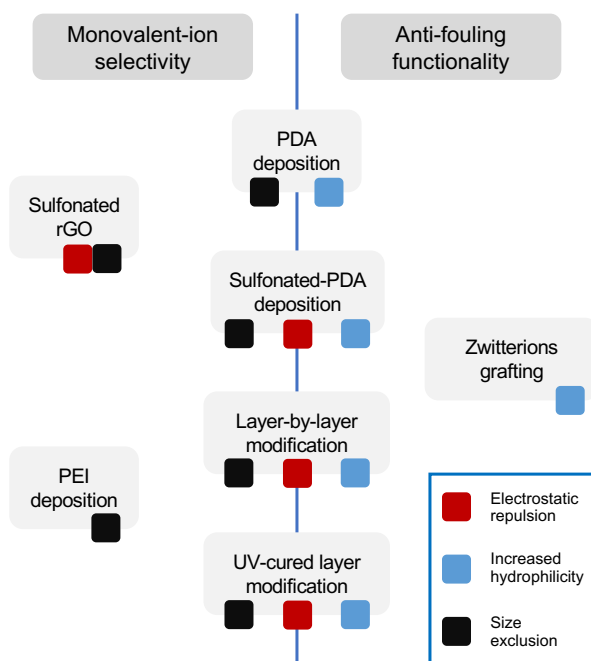 Monovalent-ion
selectivity
Anti-fouling
functionality
PDA
deposition
Sulfonated
rGO
Sulfonated-PDA
deposition
Zwitterions
grafting
Layer-by-layer
modification
PEI
deposition
UV-cured layer
modification
Electrostatic
repulsion
Increased
hydrophilicity
Size
exclusion